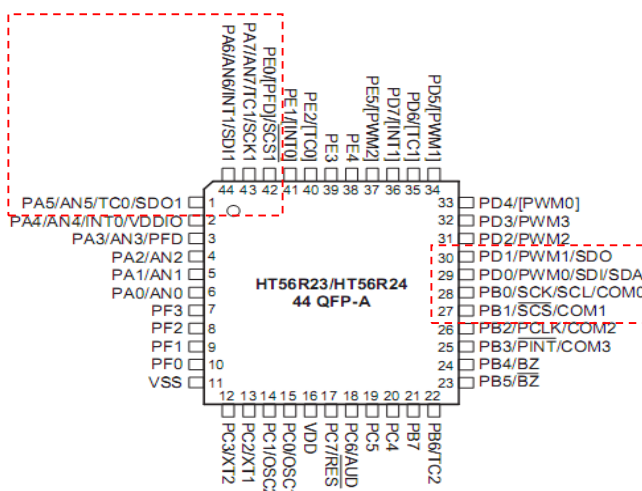 PA6/AN6/INT1/SDI1
PA7/AN7/TC1/SCK1
PE0/[PFD]/SCS1
PE1/[INT0]
PE2/[TC0]
PE3
PE4
PE5/[PWM2]
PD7/[INT1]
PD6/[TC1]
PD5/[PWM1]
44 43 42 41 40 39 38 37 36 35 34
PA5/AN5/TC0/SDO1 1
PA4/AN4/INT0/VDDIO 2
PA3/AN3/PFD 3
PA2/AN2 4
PA1/AN1 5
PA0/AN0 6
PF3 7
PF2 8
PF1 9
PF0 10
VSS 11
HT56R23/HT56R24
44 QFP-A
33 PD4/[PWM0]
32 PD3/PWM3
31 PD2/PWM2
30 PD1/PWM1/SDO
29 PD0/PWM0/SDI/SDA
28 PB0/SCK/SCL/COM0
27 PB1/SCS/COM1
26 PB2/PCLK/COM2
25 PB3/PINT/COM3
24 PB4/BZ
23 PB5/BZ
12 13 14 15 16 17 18 19 20 21 22
PC3/XT2
PC2/XT1
PC1/OSC2
PC0/OSC
VDD
PC7/RES
PC6/AUD
PC5
PC4
PB7
PB6/TC2